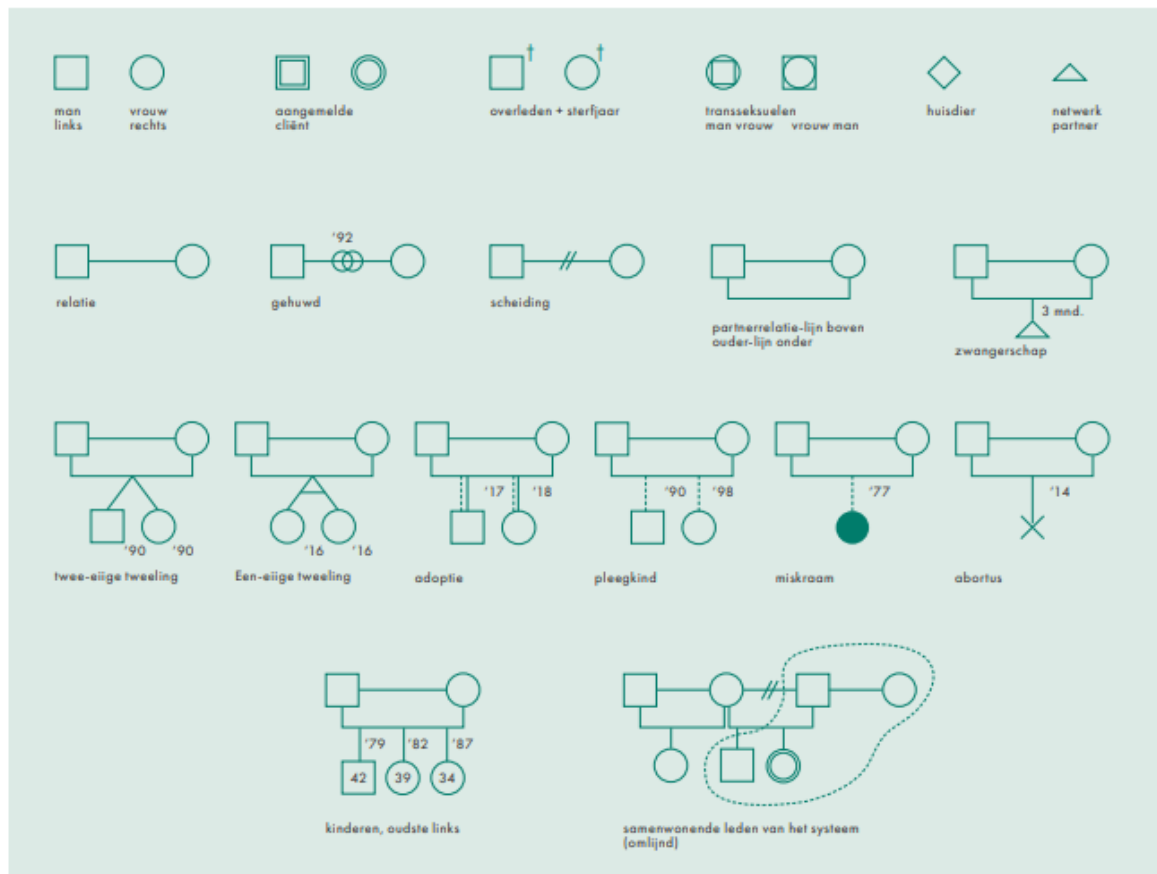 †
†
man
links
vrouw
rechts
aangemelde
cliënt
overleden + sterfjaar
transseksuelen
man vrouw
vrouw man
huisdier
netwerk
partner
'92
relatie
gehuwd
scheiding
partnerrelatie-lijn boven
ouder-lijn onder
3 mnd.
zwangerschap
'90
'90
twee-eiige tweeling
'16
'16
Een-eiige tweeling
'17
'18
adoptie
'90
'98
pleegkind
'77
miskraam
'14
abortus
'79
'82
'87
42
39
34
kinderen, oudste links
samenwonende leden van het systeem
(omlijnd)